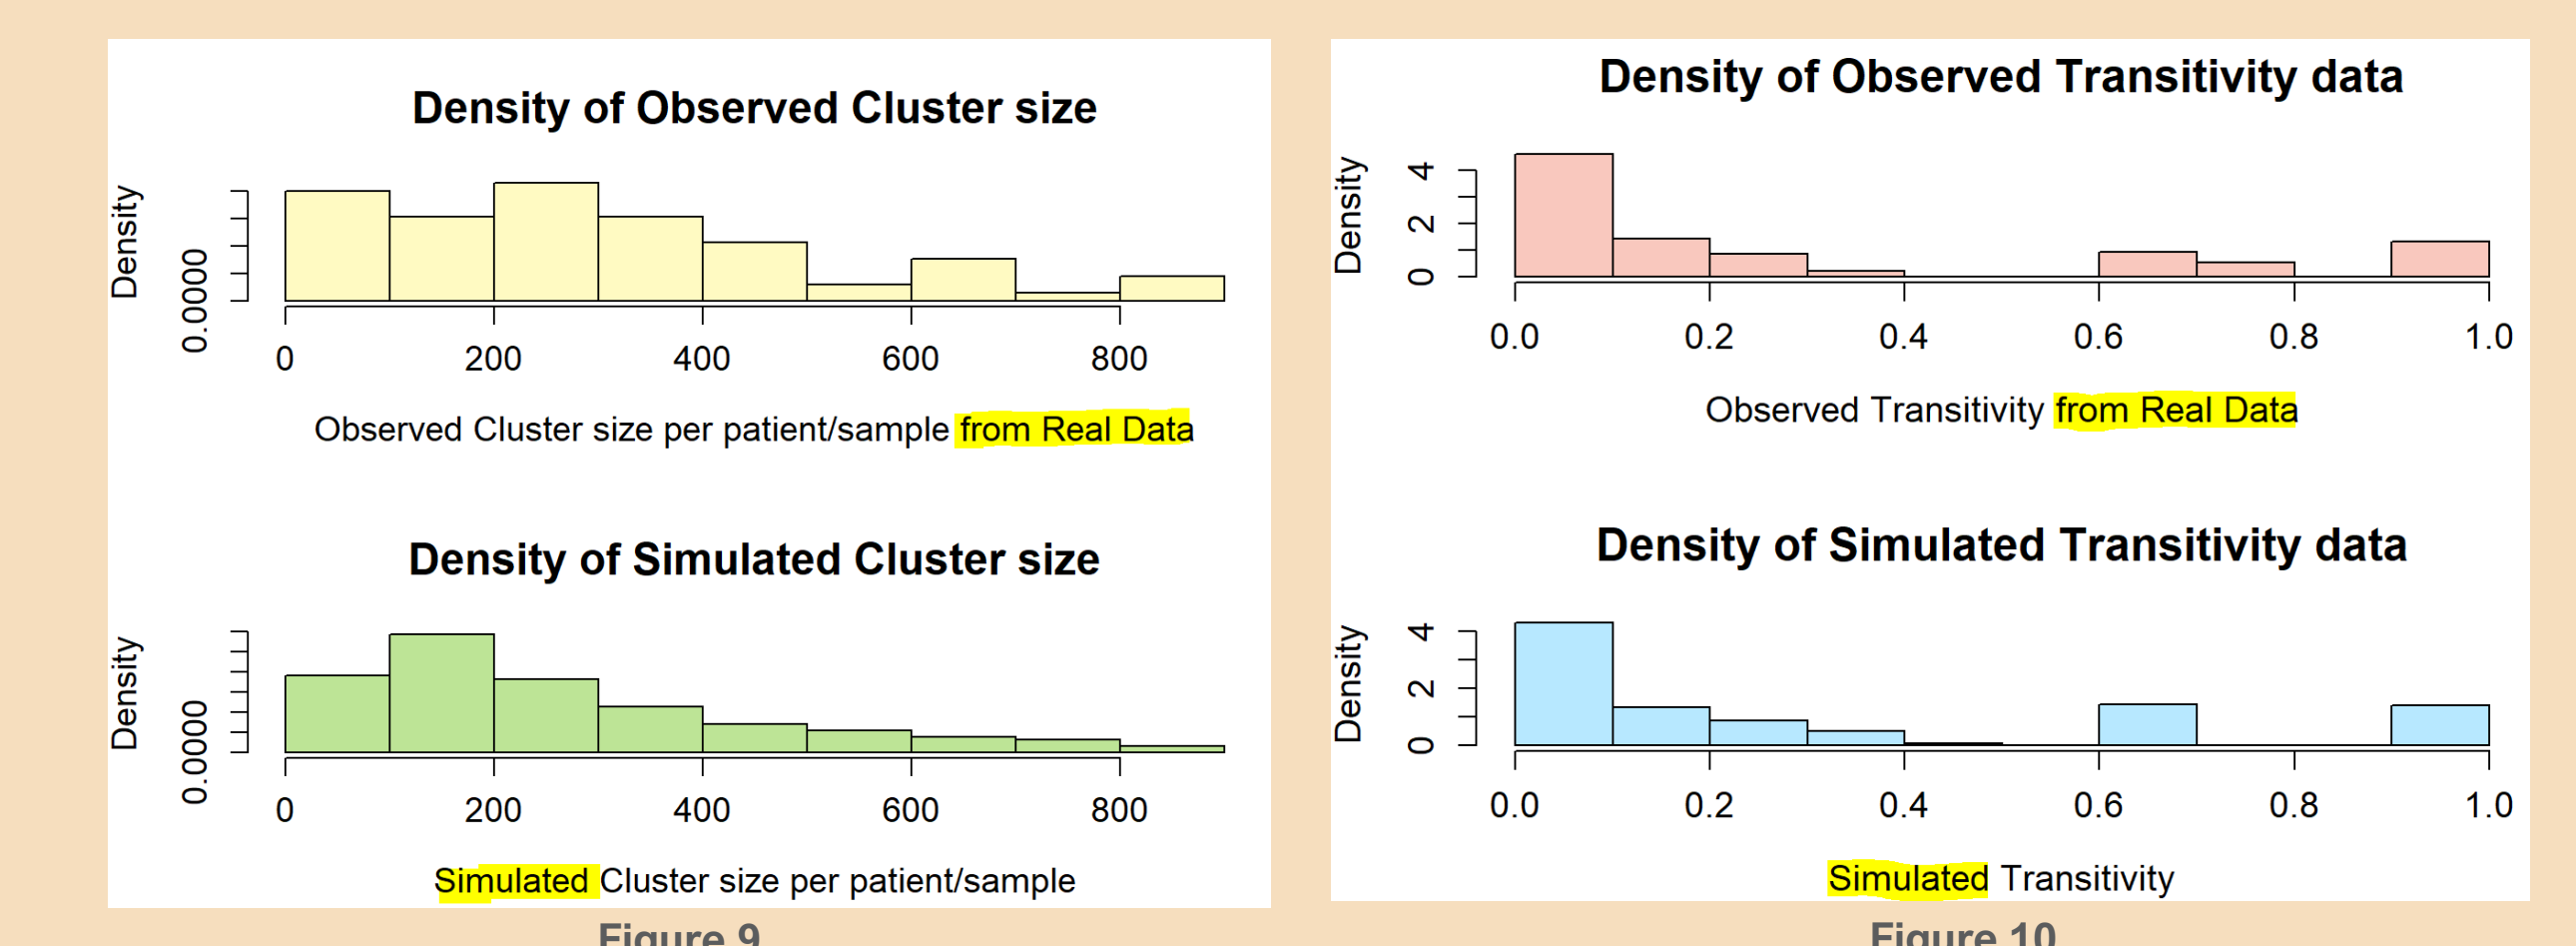 Density of Observed Cluster size
Density
0.0000
0 200 400 600 800
Observed Cluster size per patient/sample from Real Data
Density of Simulated Cluster size
Density
0.0000
0 200 400 600 800
Simulated Cluster size per patient/sample
Figure 9
Density of Observed Transitivity data
Density
0 2 4
0.0 0.2 0.4 0.6 0.8 1.0
Observed Transitivity from Real Data
Density of Simulated Transitivity data
Density
0 2 4
0.0 0.2 0.4 0.6 0.8 1.0
Simulated Transitivity
Figure 10